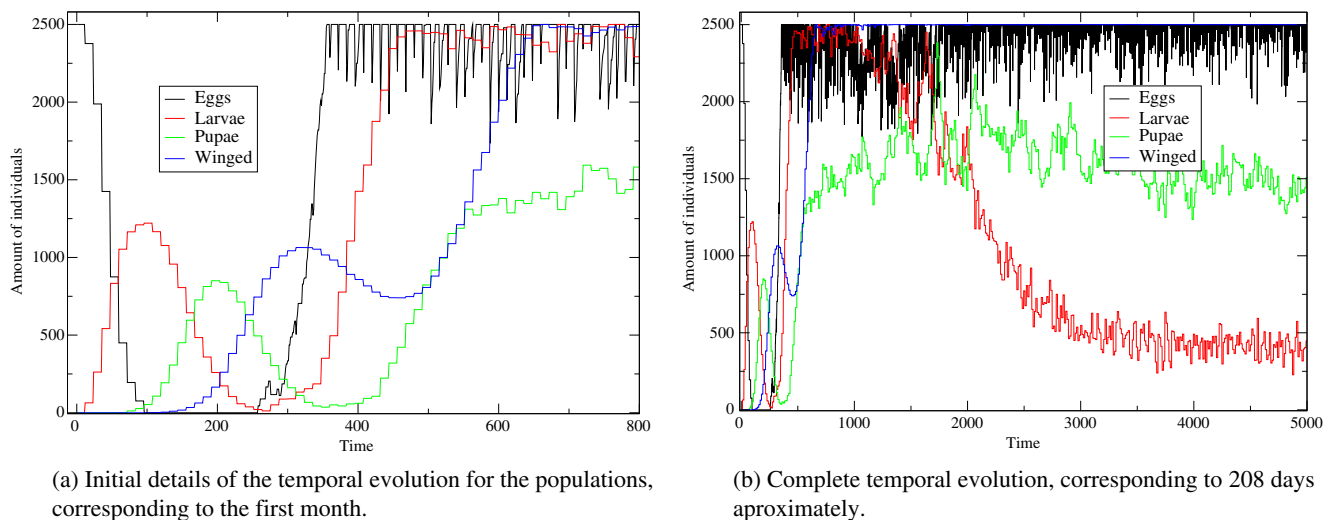 2500
2000
1500
1000
500
0
Amount of individuals
Eggs
Larvae
Pupae
Winged
0 200 400 600 800
Time
(a) Initial details of the temporal evolution for the populations,
corresponding to the first month.
2500
2000
1500
1000
500
0
Amount of individuals
Eggs
Larvae
Pupae
Winged
0 1000 2000 3000 4000 5000
Time
(b) Complete temporal evolution, corresponding to 208 days
aproximately.